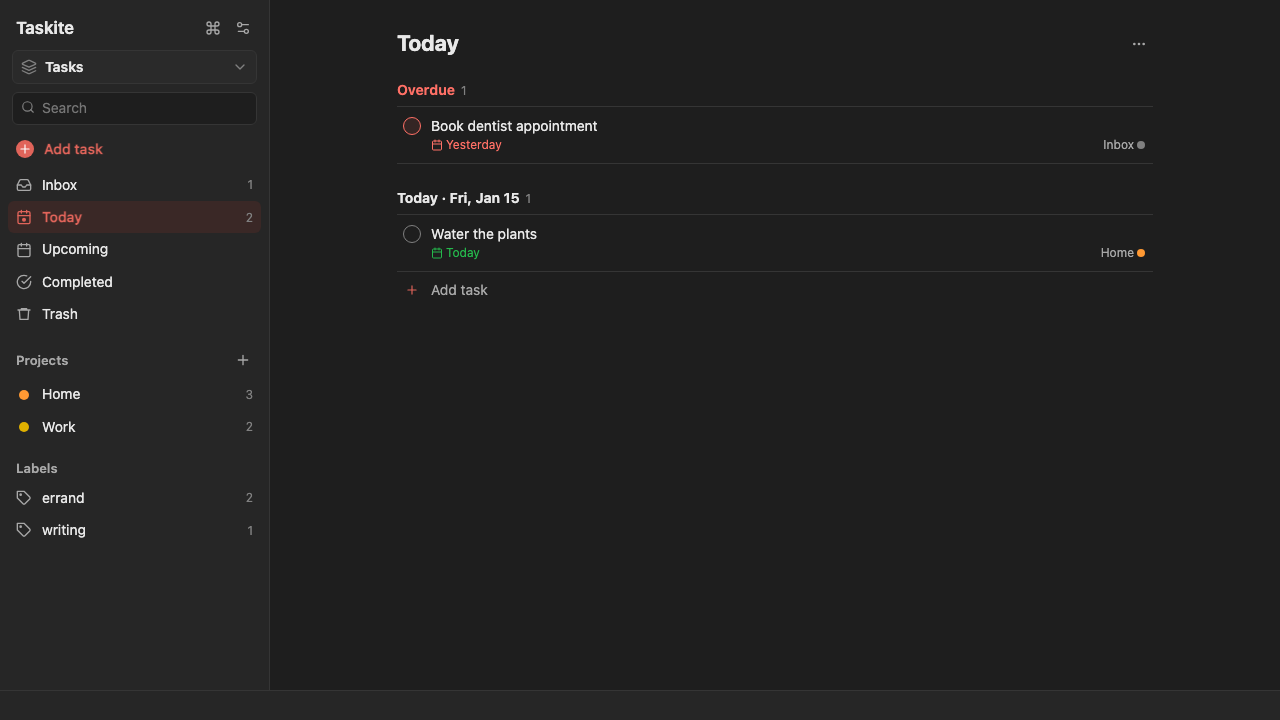 Taskite
Tasks
Search
Add task
Inbox 1
Today 2
Upcoming
Completed
Trash
Projects
Home 3
Work 2
Labels
errand 2
writing 1
Today
Overdue 1
Book dentist appointment
Yesterday Inbox
Today · Fri, Jan 15 1
Water the plants
Today Home
Add task